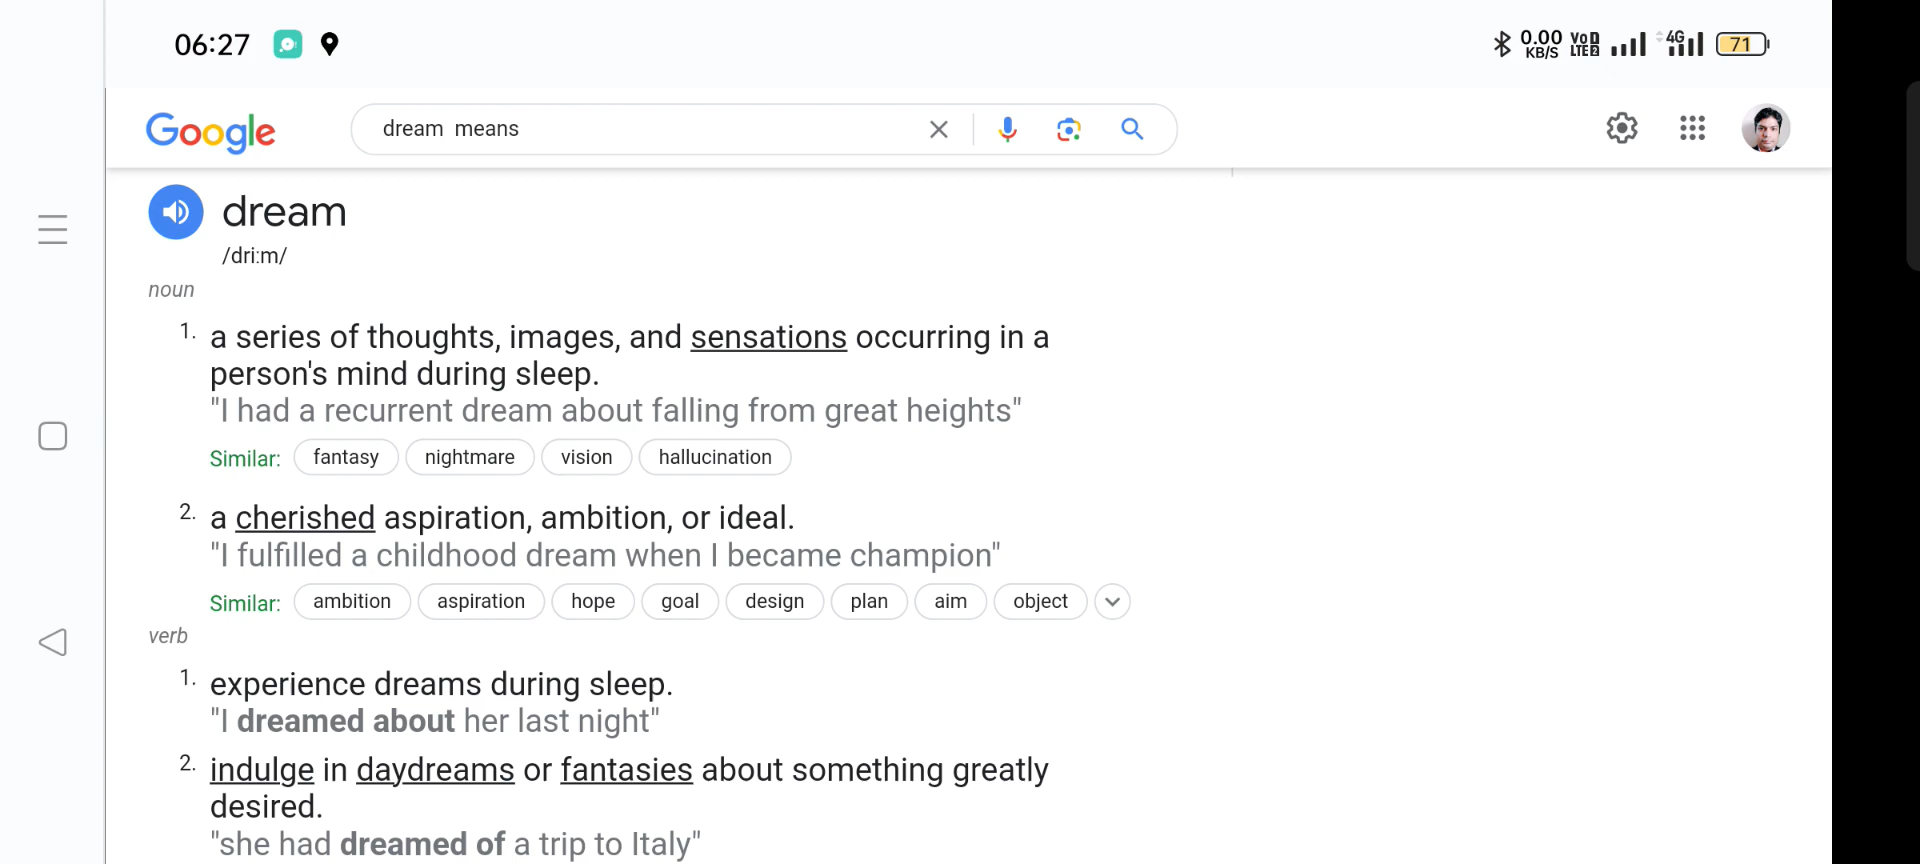 06:27
0.00 KB/S VoD LTE2 4G 71
Google
dream means
dream
/driːm/
noun
1. a series of thoughts, images, and sensations occurring in a
person's mind during sleep.
"I had a recurrent dream about falling from great heights"
Similar: fantasy nightmare vision hallucination
2. a cherished aspiration, ambition, or ideal.
"I fulfilled a childhood dream when I became champion"
Similar: ambition aspiration hope goal design plan aim object
verb
1. experience dreams during sleep.
"I dreamed about her last night"
2. indulge in daydreams or fantasies about something greatly
desired.
"she had dreamed of a trip to Italy"